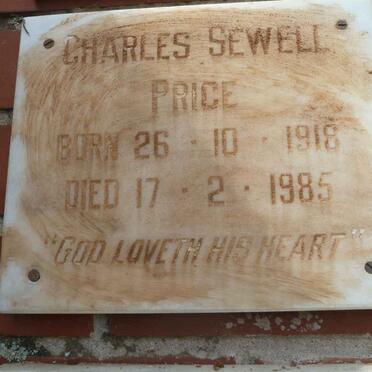 CHARLES SEWELL
PRICE
BORN 26 · 10 · 1918
DIED 17 · 2 · 1985
"GOD LOVETH HIS HEART"